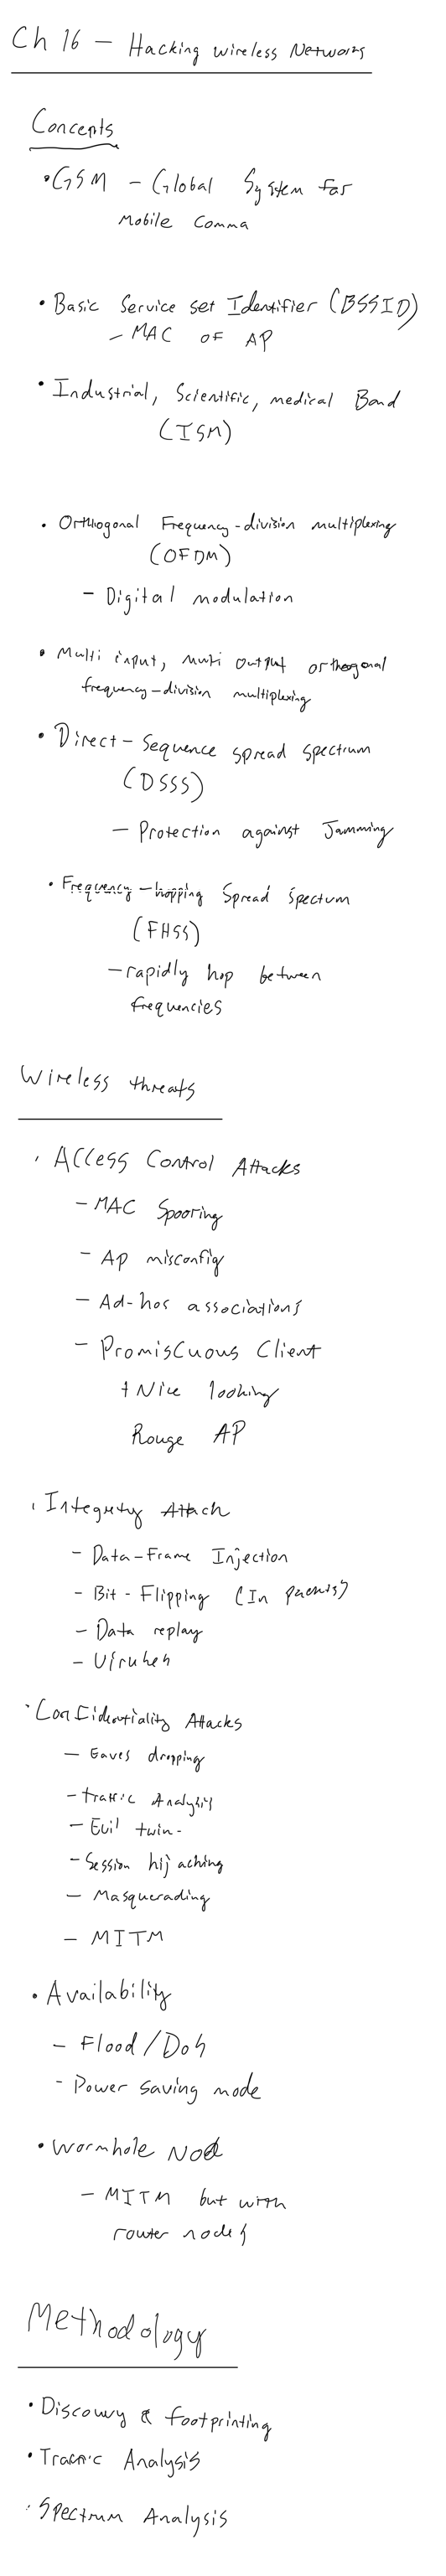 Ch 16 – Hacking wireless Networks
Concepts
• GSM – Global System for
Mobile Comma
• Basic Service set Identifier (BSSID)
– MAC OF AP
• Industrial, Scientific, medical Band
(ISM)
• Orthogonal Frequency-division multiplexing
(OFDM)
– Digital modulation
• Multi input, multi output orthogonal
frequency-division multiplexing
• Direct-Sequence spread spectrum
(DSSS)
– Protection against Jamming
• Frequency-hopping Spread Spectum
(FHSS)
– rapidly hop between
frequencies
Wireless threats
• Access Control Attacks
– MAC Spoofing
– Ap misconfig
– Ad-hoc associations
– Promiscuous Client
+ Nice looking
Rouge AP
• Integrity Attack
– Data-Frame Injection
– Bit-Flipping (In packets)
– Data replay
– Viruses
• Confidentiality Attacks
– Eaves dropping
– traffic Analysis
– Evil twin
– Session hijacking
– Masquerading
– MITM
• Availability
– Flood/DoS
– Power saving mode
• Wormhole Node
– MITM but with
router nodes
Methodology
• Discovery & footprinting
• Traffic Analysis
• Spectrum Analysis